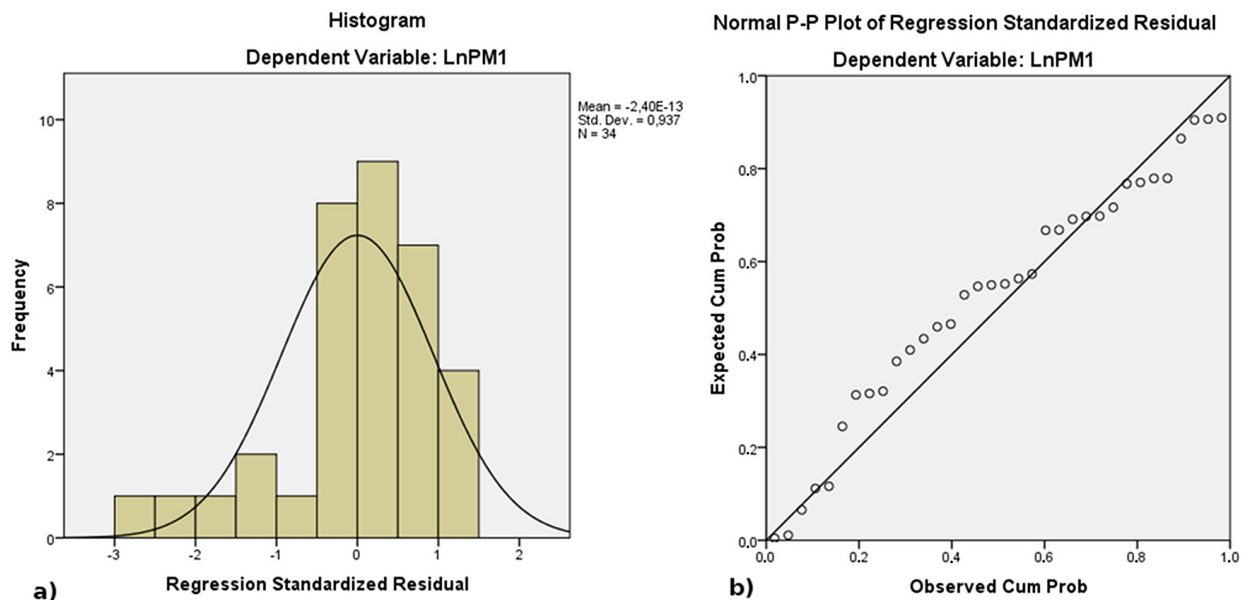 Histogram
Dependent Variable: LnPM1
Mean = -2,40E-13
Std. Dev. = 0,937
N = 34
10
8
6
4
2
0
Frequency
-3 -2 -1 0 1 2
Regression Standardized Residual
a)
Normal P-P Plot of Regression Standardized Residual
Dependent Variable: LnPM1
1.0
0.8
0.6
0.4
0.2
0.0
Expected Cum Prob
0.0 0.2 0.4 0.6 0.8 1.0
Observed Cum Prob
b)